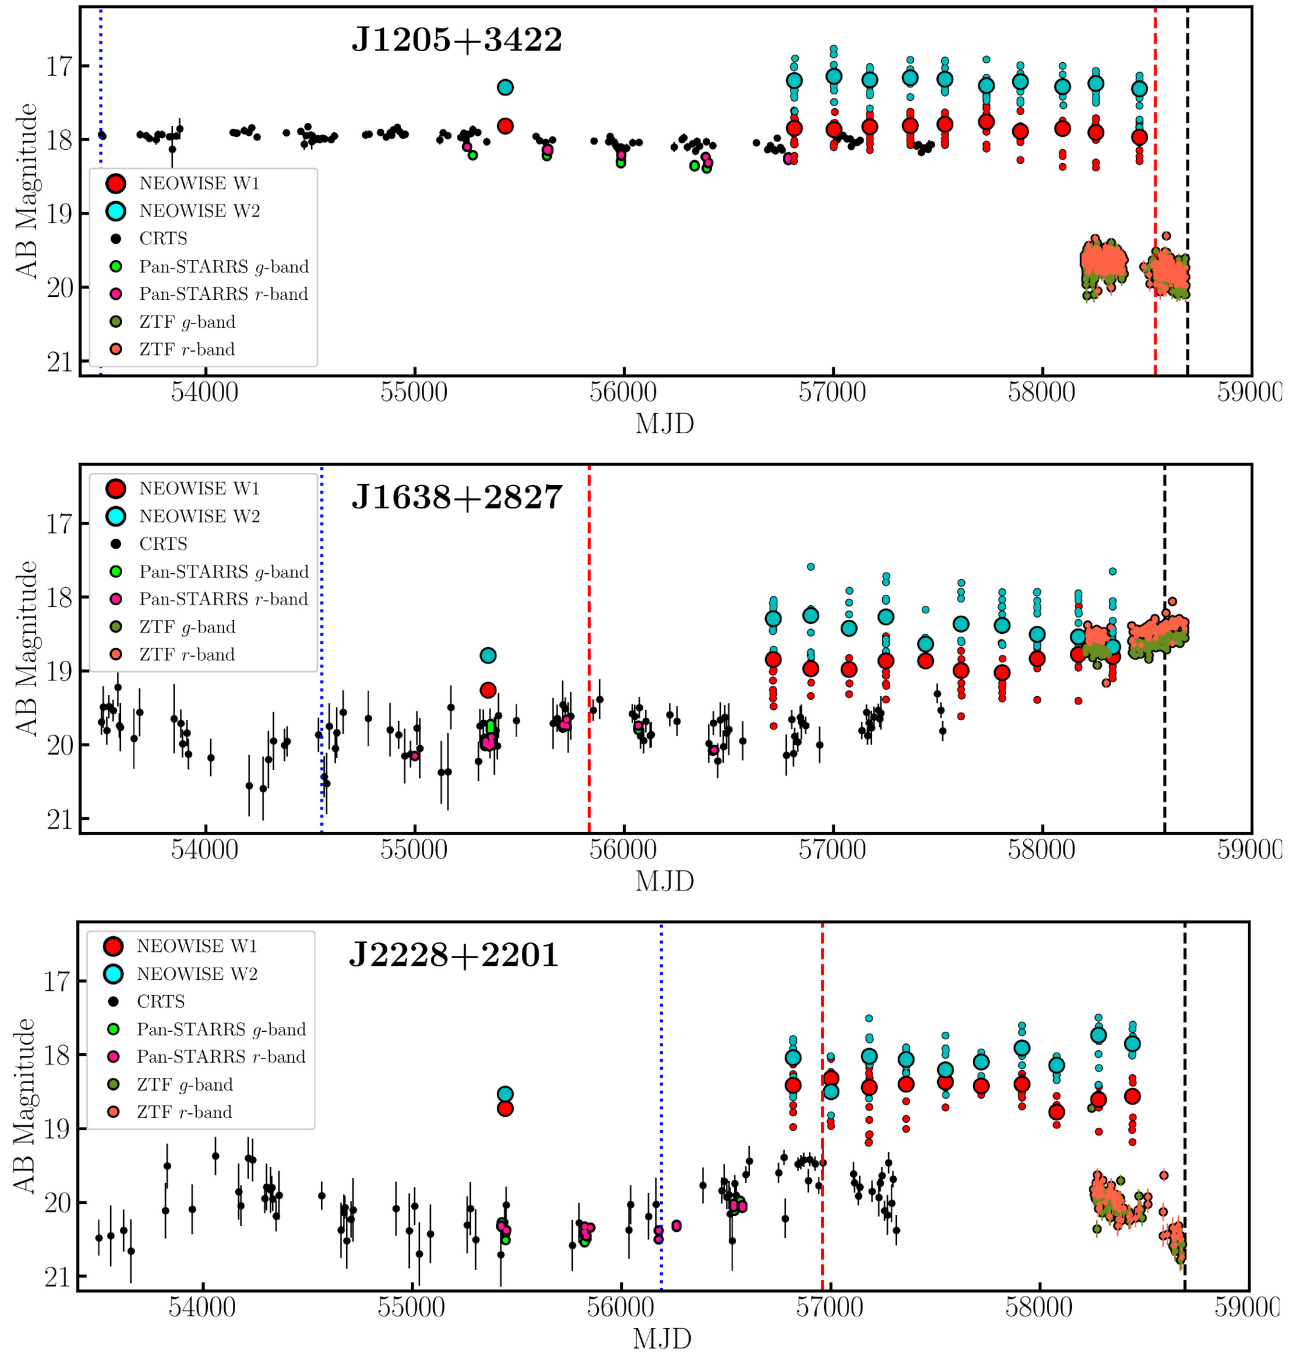 J1205+3422
17
18
19
20
21
AB Magnitude
NEOWISE W1
NEOWISE W2
CRTS
Pan-STARRS g-band
Pan-STARRS r-band
ZTF g-band
ZTF r-band
54000 55000 56000 57000 58000 59000
MJD
J1638+2827
17
18
19
20
21
AB Magnitude
NEOWISE W1
NEOWISE W2
CRTS
Pan-STARRS g-band
Pan-STARRS r-band
ZTF g-band
ZTF r-band
54000 55000 56000 57000 58000 59000
MJD
J2228+2201
17
18
19
20
21
AB Magnitude
NEOWISE W1
NEOWISE W2
CRTS
Pan-STARRS g-band
Pan-STARRS r-band
ZTF g-band
ZTF r-band
54000 55000 56000 57000 58000 59000
MJD